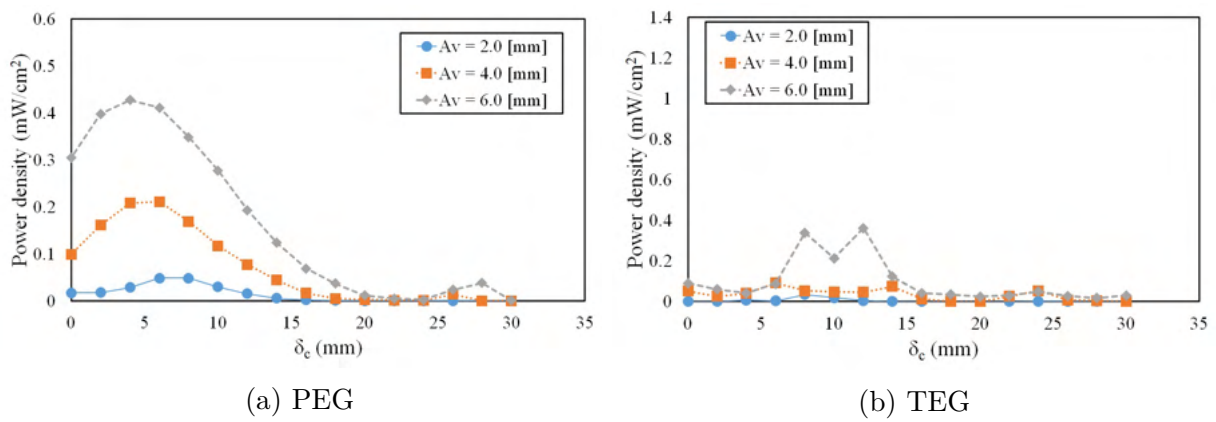 0.6
0.5
0.4
0.3
0.2
0.1
0
Power density (mW/cm²)
Av = 2.0 [mm]
Av = 4.0 [mm]
Av = 6.0 [mm]
0 5 10 15 20 25 30 35
δc (mm)
(a) PEG
1.4
1.2
1
0.8
0.6
0.4
0.2
0
Power density (mW/cm²)
Av = 2.0 [mm]
Av = 4.0 [mm]
Av = 6.0 [mm]
0 5 10 15 20 25 30 35
δc (mm)
(b) TEG